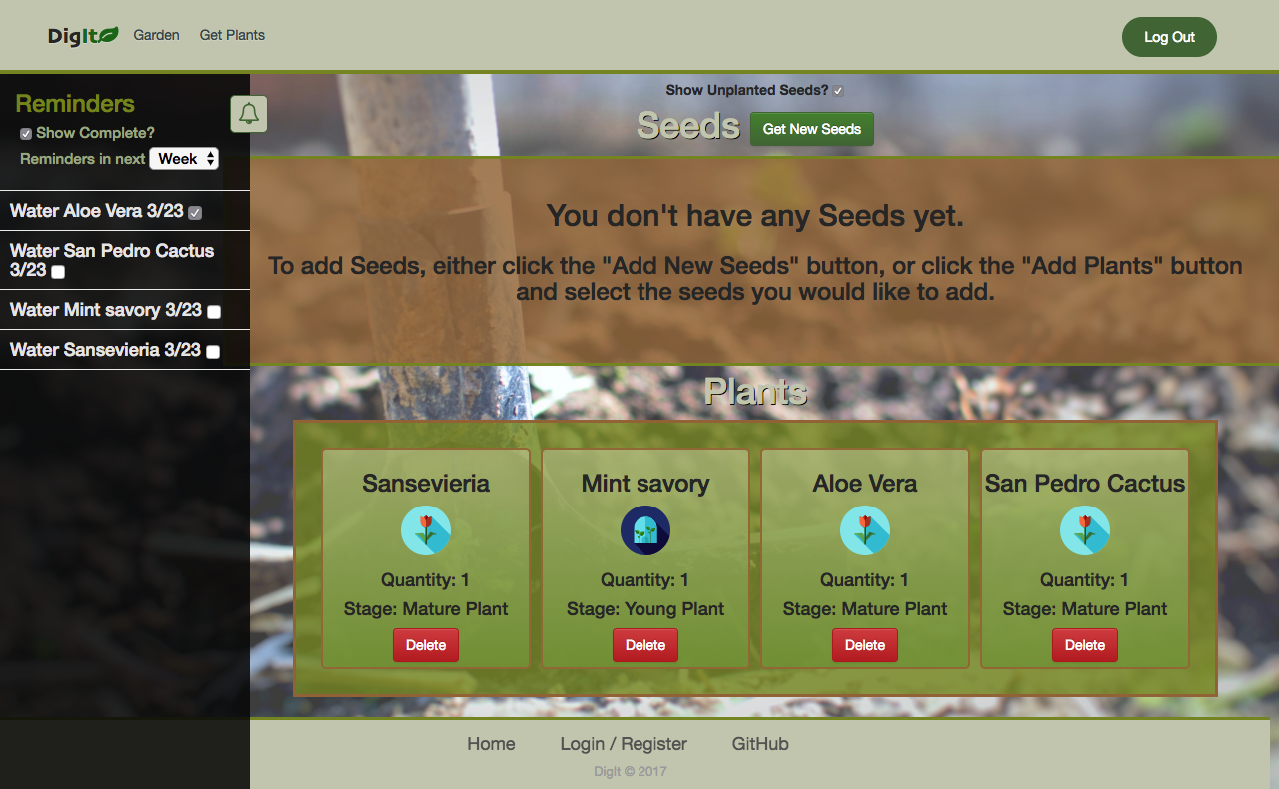 DigIt
Garden
Get Plants
Log Out
Reminders
Show Complete?
Reminders in next Week
Water Aloe Vera 3/23
Water San Pedro Cactus
3/23
Water Mint savory 3/23
Water Sansevieria 3/23
Show Unplanted Seeds?
Seeds
Get New Seeds
You don't have any Seeds yet.
To add Seeds, either click the "Add New Seeds" button, or click the "Add Plants" button
and select the seeds you would like to add.
Plants
Sansevieria
Quantity: 1
Stage: Mature Plant
Delete
Mint savory
Quantity: 1
Stage: Young Plant
Delete
Aloe Vera
Quantity: 1
Stage: Mature Plant
Delete
San Pedro Cactus
Quantity: 1
Stage: Mature Plant
Delete
Home
Login / Register
GitHub
DigIt © 2017